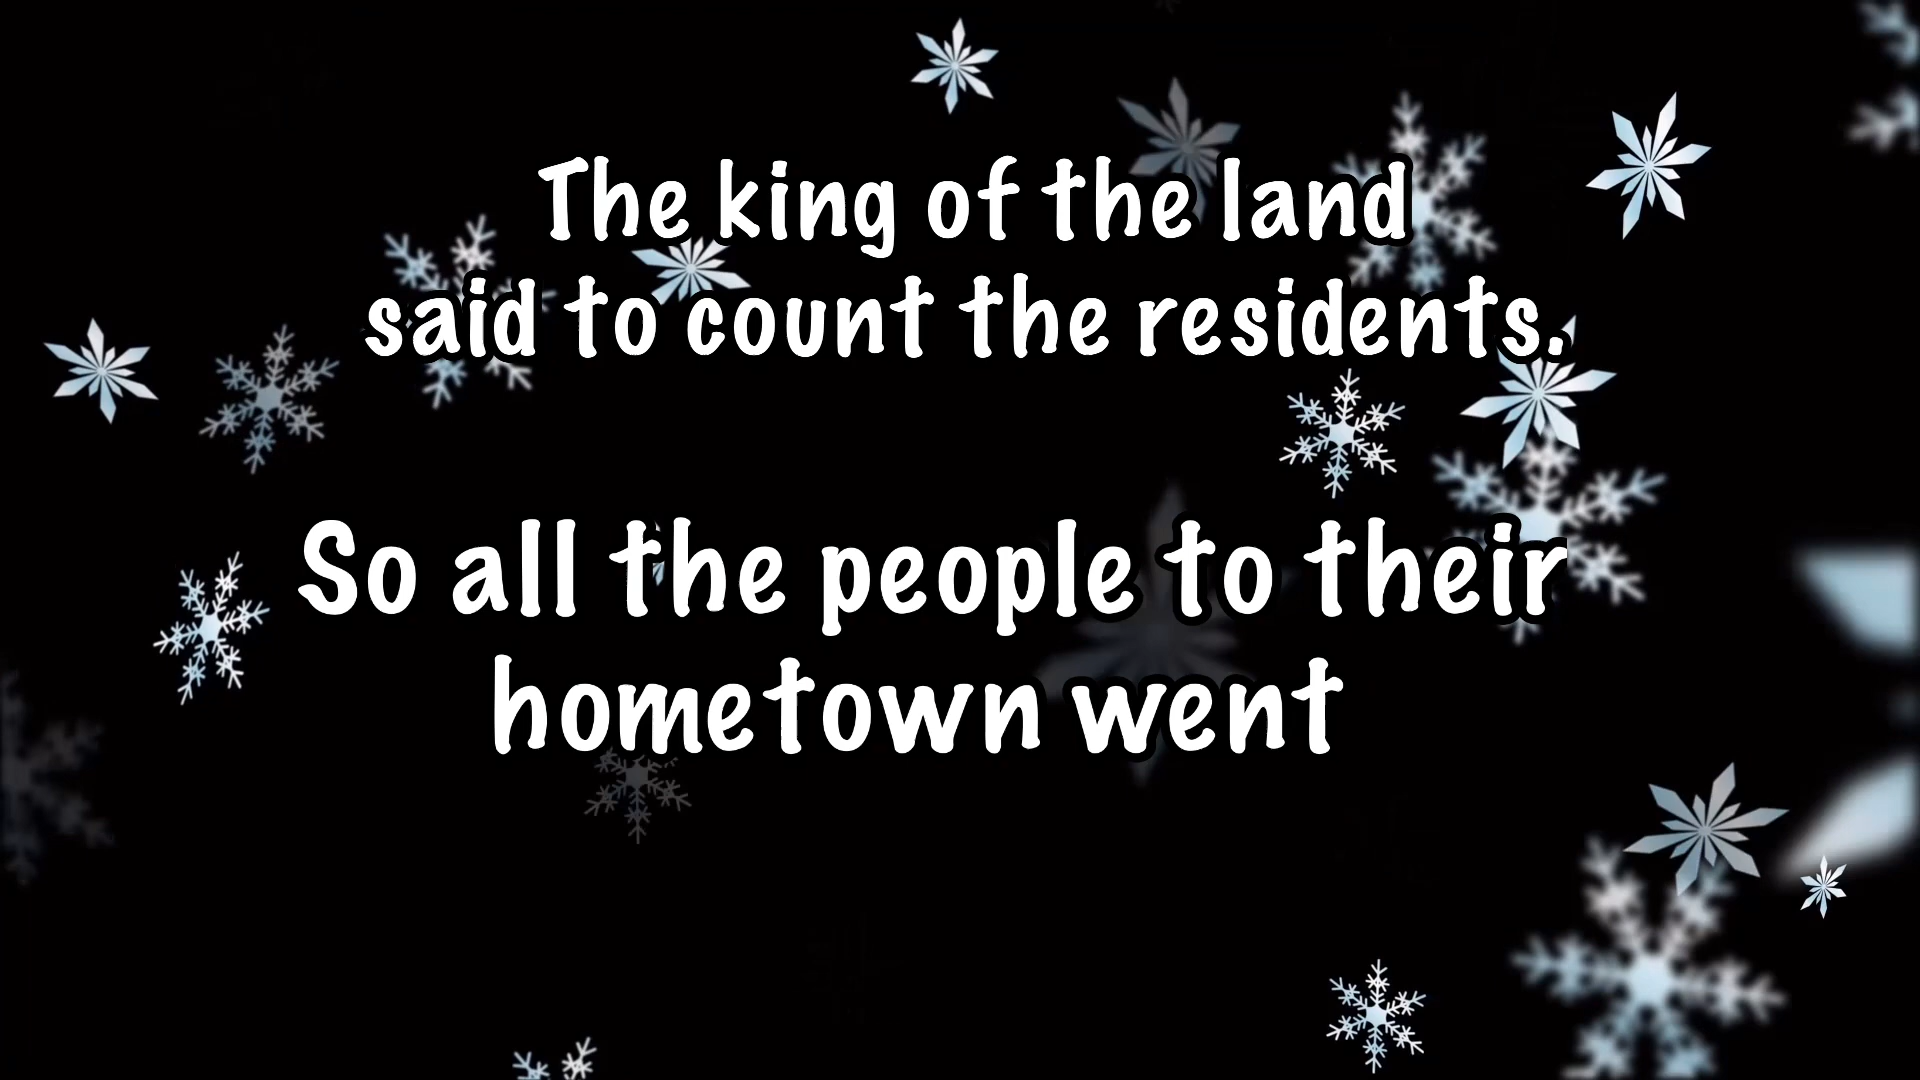 The king of the land
said to count the residents.
So all the people to their
hometown went